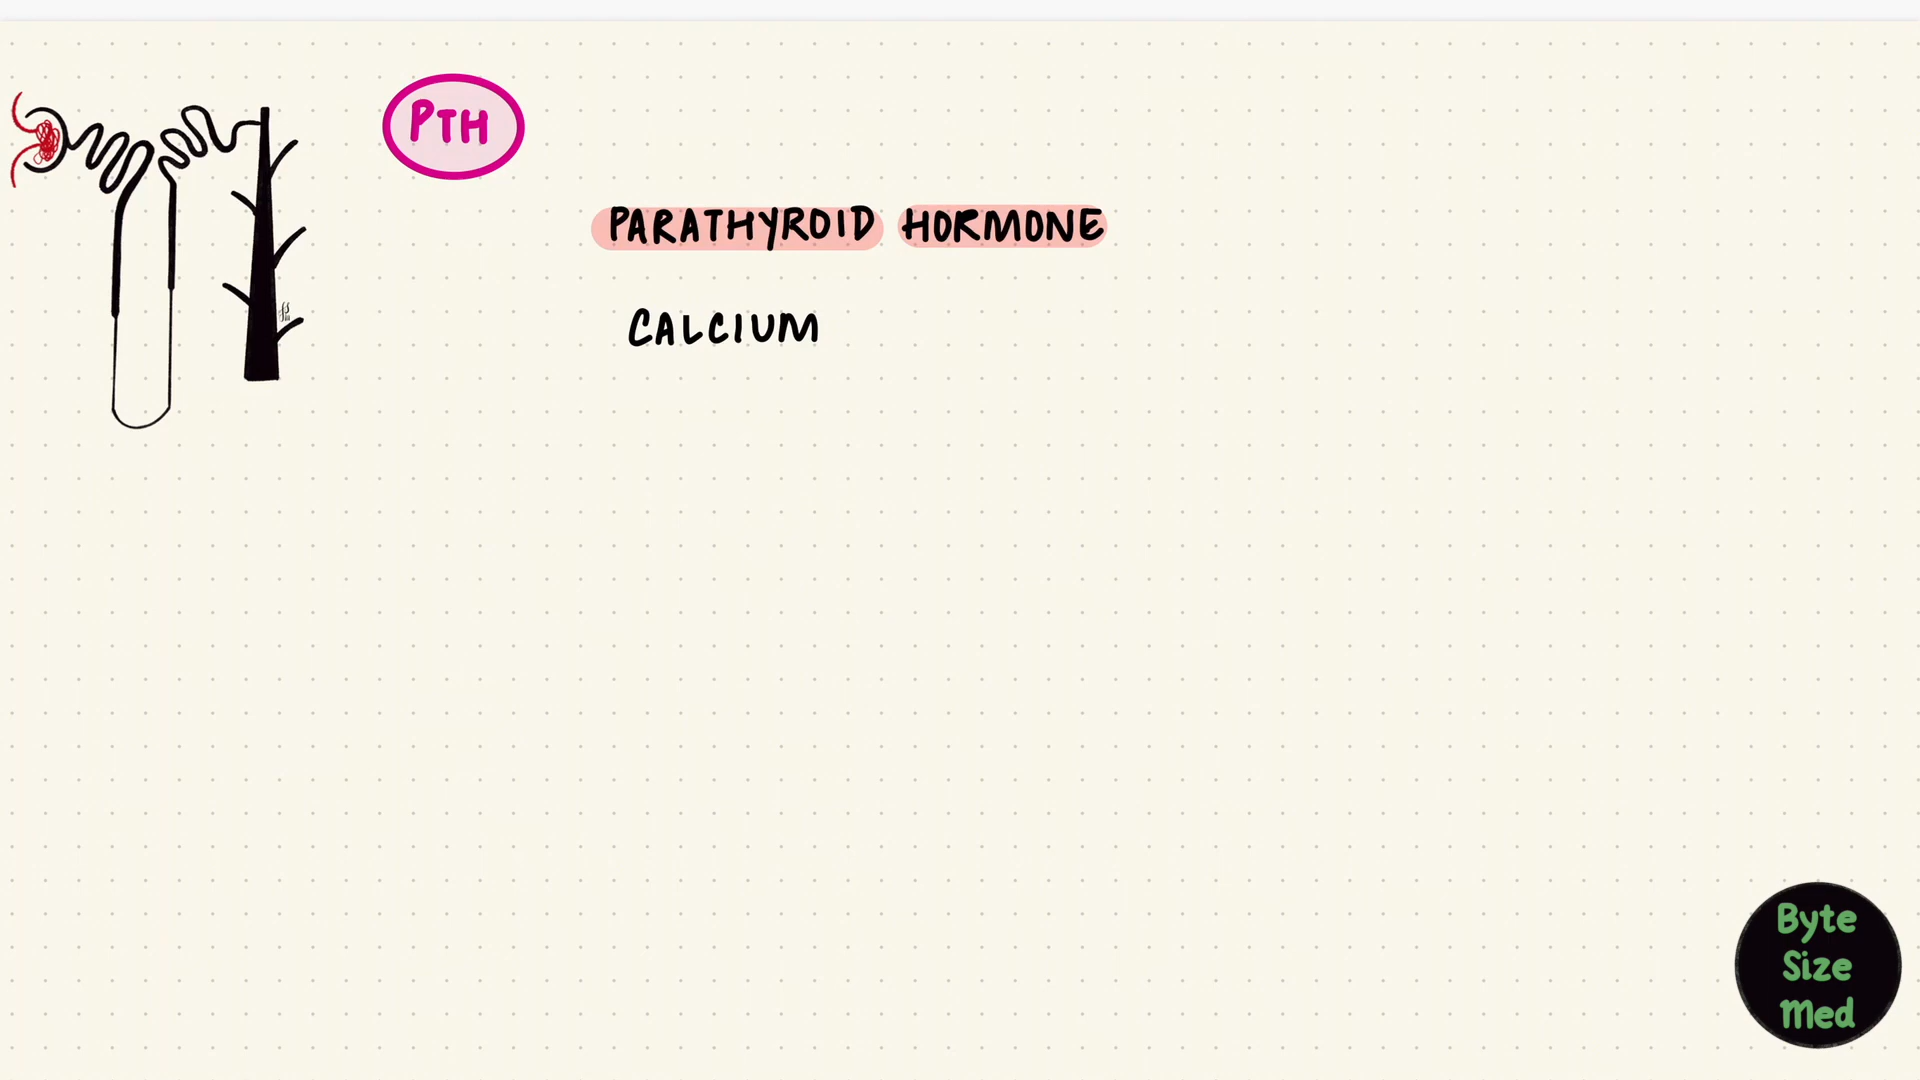 PTH
PARATHYROID HORMONE
CALCIUM
Byte
Size
Med